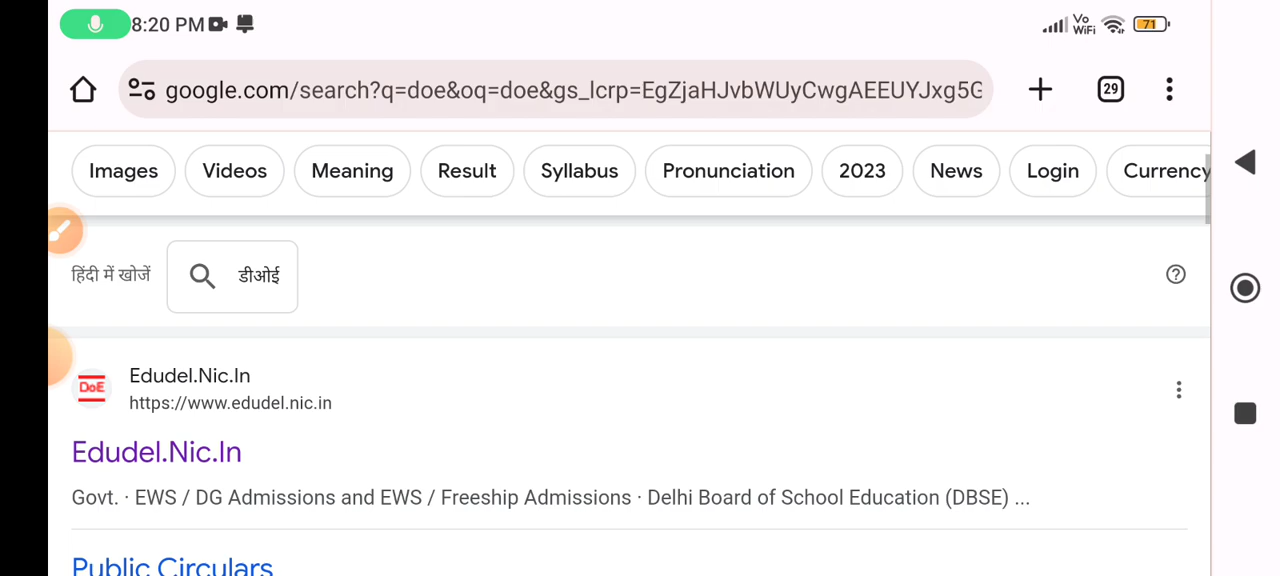 8:20 PM
Vo WiFi
71
google.com/search?q=doe&oq=doe&gs_lcrp=EgZjaHJvbWUyCwgAEEUYJxg5G
29
Images Videos Meaning Result Syllabus Pronunciation 2023 News Login Currency
हिंदी में खोजें डीओई
DoE
Edudel.Nic.In
https://www.edudel.nic.in
Edudel.Nic.In
Govt. · EWS / DG Admissions and EWS / Freeship Admissions · Delhi Board of School Education (DBSE) ...
Public Circulars